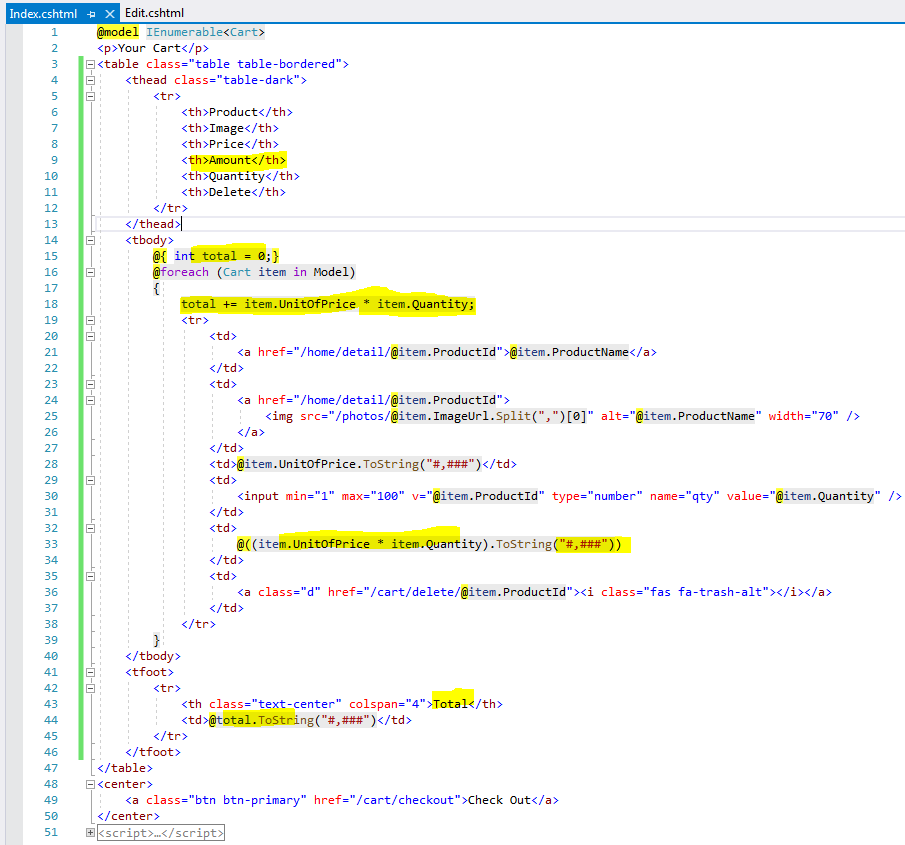 Index.cshtml Edit.cshtml
1 @model IEnumerable<Cart>
2 <p>Your Cart</p>
3 <table class="table table-bordered">
4 <thead class="table-dark">
5 <tr>
6 <th>Product</th>
7 <th>Image</th>
8 <th>Price</th>
9 <th>Amount</th>
10 <th>Quantity</th>
11 <th>Delete</th>
12 </tr>
13 </thead>
14 <tbody>
15 @{ int total = 0;}
16 @foreach (Cart item in Model)
17 {
18 total += item.UnitOfPrice * item.Quantity;
19 <tr>
20 <td>
21 <a href="/home/detail/@item.ProductId">@item.ProductName</a>
22 </td>
23 <td>
24 <a href="/home/detail/@item.ProductId">
25 <img src="/photos/@item.ImageUrl.Split(",")[0]" alt="@item.ProductName" width="70" />
26 </a>
27 </td>
28 <td>@item.UnitOfPrice.ToString("#,###")</td>
29 <td>
30 <input min="1" max="100" v="@item.ProductId" type="number" name="qty" value="@item.Quantity" />
31 </td>
32 <td>
33 @((item.UnitOfPrice * item.Quantity).ToString("#,###"))
34 </td>
35 <td>
36 <a class="d" href="/cart/delete/@item.ProductId"><i class="fas fa-trash-alt"></i></a>
37 </td>
38 </tr>
39 }
40 </tbody>
41 <tfoot>
42 <tr>
43 <th class="text-center" colspan="4">Total</th>
44 <td>@total.ToString("#,###")</td>
45 </tr>
46 </tfoot>
47 </table>
48 <center>
49 <a class="btn btn-primary" href="/cart/checkout">Check Out</a>
50 </center>
51 <script>…</script>